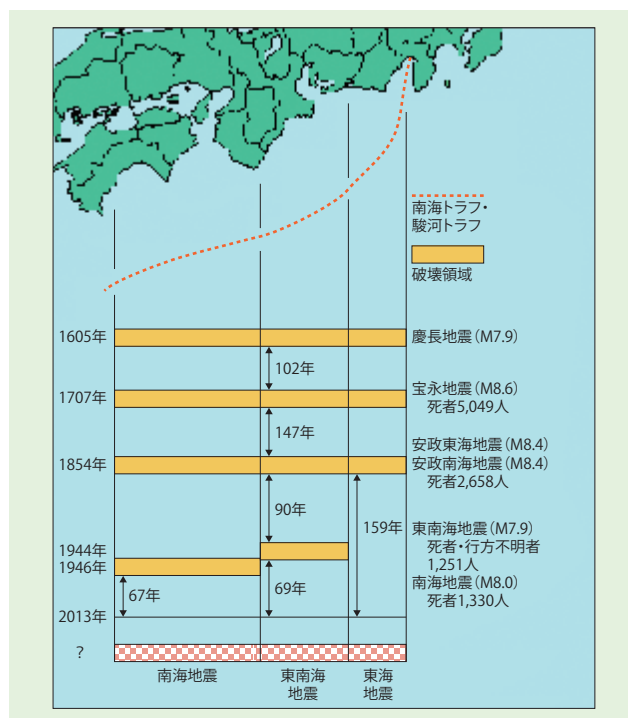 南海トラフ・
駿河トラフ
破壊領域
1605年
慶長地震(M7.9)
102年
1707年
宝永地震(M8.6)
死者5,049人
147年
安政東海地震(M8.4)
1854年
安政南海地震(M8.4)
死者2,658人
90年
159年
東南海地震(M7.9)
1944年
死者・行方不明者
1946年
1,251人
67年
69年
南海地震(M8.0)
死者1,330人
2013年
?
南海地震
東南海
地震
東海
地震